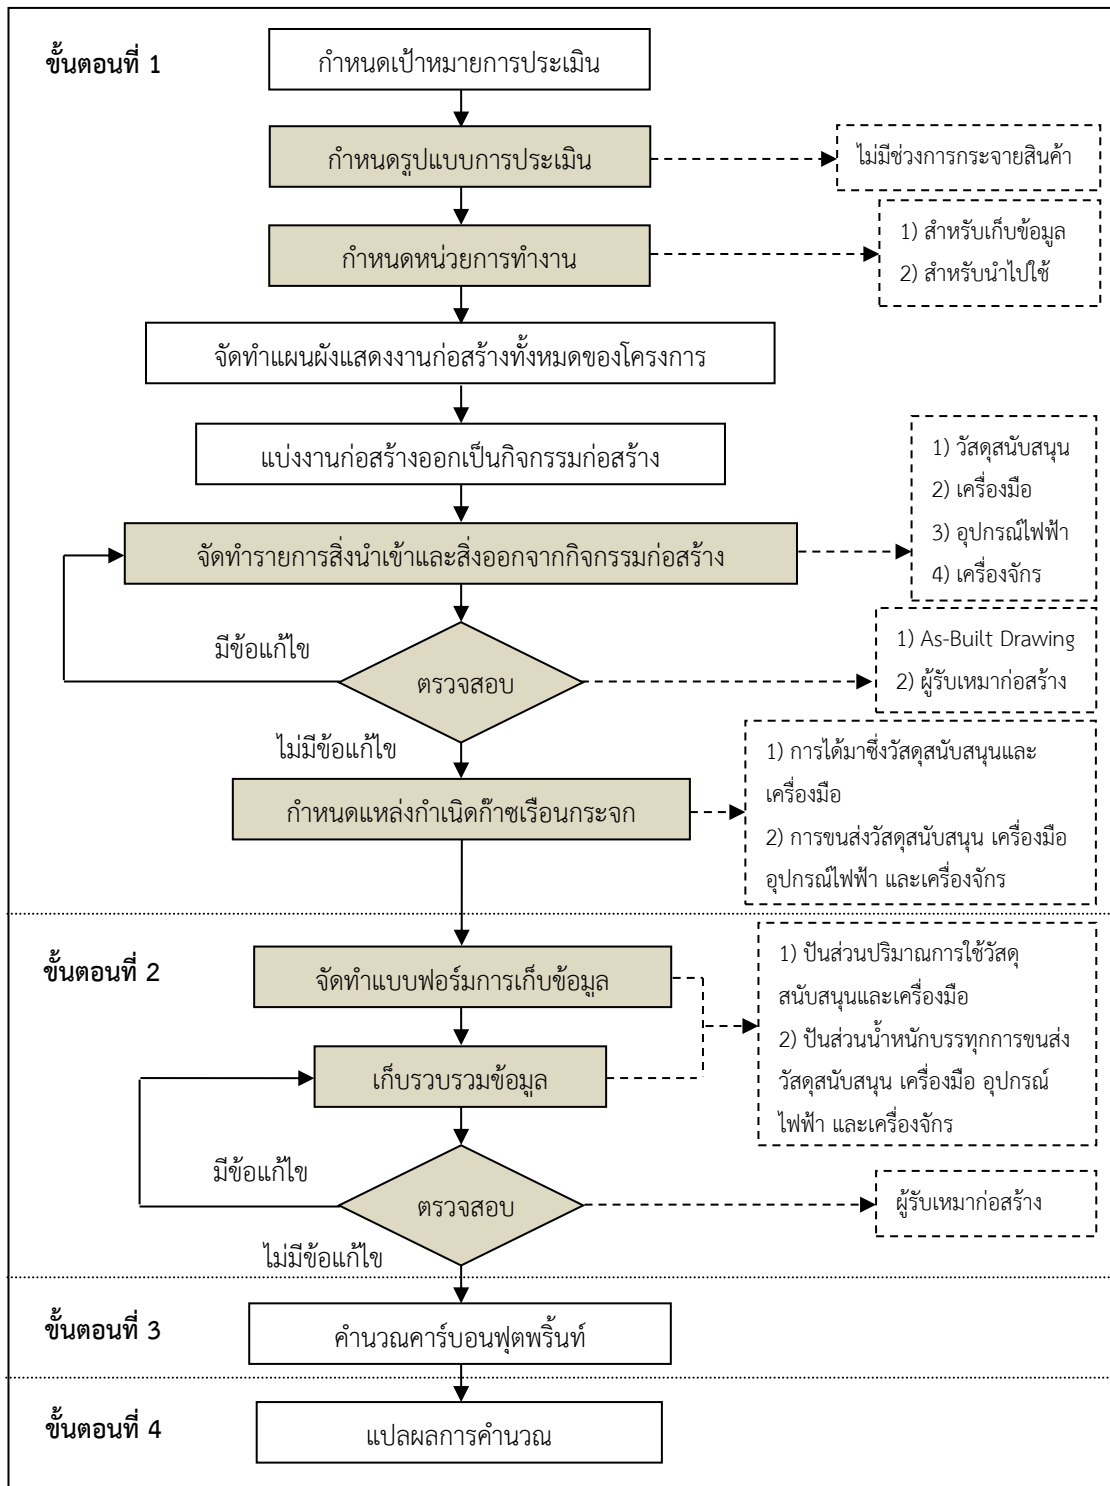 ขั้นตอนที่ 1
กำหนดเป้าหมายการประเมิน
กำหนดรูปแบบการประเมิน
ไม่มีช่วงการกระจายสินค้า
กำหนดหน่วยการทำงาน
1) สำหรับเก็บข้อมูล
2) สำหรับนำไปใช้
จัดทำแผนผังแสดงงานก่อสร้างทั้งหมดของโครงการ
แบ่งงานก่อสร้างออกเป็นกิจกรรมก่อสร้าง
จัดทำรายการสิ่งนำเข้าและสิ่งออกจากกิจกรรมก่อสร้าง
1) วัสดุสนับสนุน
2) เครื่องมือ
3) อุปกรณ์ไฟฟ้า
4) เครื่องจักร
มีข้อแก้ไข
ตรวจสอบ
1) As-Built Drawing
2) ผู้รับเหมาก่อสร้าง
ไม่มีข้อแก้ไข
กำหนดแหล่งกำเนิดก๊าซเรือนกระจก
1) การได้มาซึ่งวัสดุสนับสนุนและ
เครื่องมือ
2) การขนส่งวัสดุสนับสนุน เครื่องมือ
อุปกรณ์ไฟฟ้า และเครื่องจักร
ขั้นตอนที่ 2
จัดทำแบบฟอร์มการเก็บข้อมูล
เก็บรวบรวมข้อมูล
1) ปันส่วนปริมาณการใช้วัสดุ
สนับสนุนและเครื่องมือ
2) ปันส่วนน้ำหนักบรรทุกการขนส่ง
วัสดุสนับสนุน เครื่องมือ อุปกรณ์
ไฟฟ้า และเครื่องจักร
มีข้อแก้ไข
ตรวจสอบ
ผู้รับเหมาก่อสร้าง
ไม่มีข้อแก้ไข
ขั้นตอนที่ 3
คำนวณคาร์บอนฟุตพริ้นท์
ขั้นตอนที่ 4
แปลผลการคำนวณ